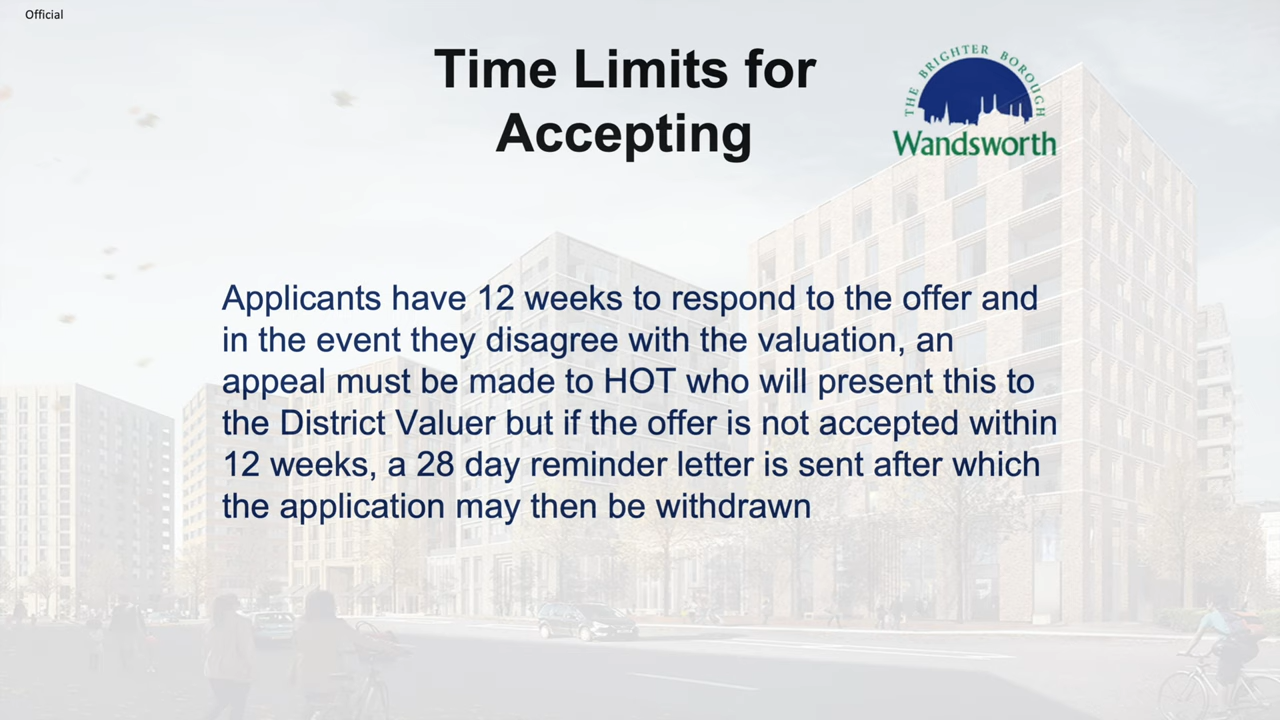 Official
Time Limits for
Accepting
THE BRIGHTER BOROUGH
Wandsworth
Applicants have 12 weeks to respond to the offer and
in the event they disagree with the valuation, an
appeal must be made to HOT who will present this to
the District Valuer but if the offer is not accepted within
12 weeks, a 28 day reminder letter is sent after which
the application may then be withdrawn